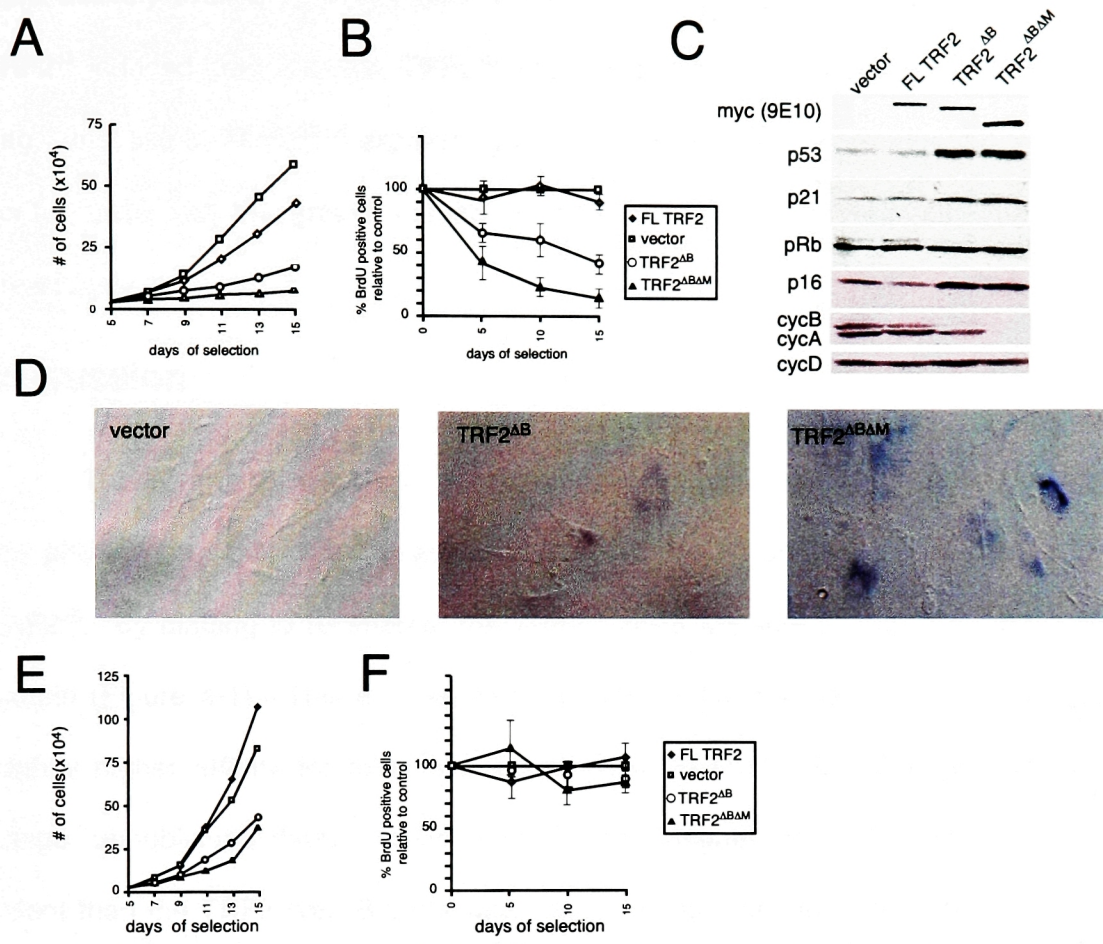 A
# of cells (x10⁴)
75
50
25
0
5 7 9 11 13 15
days of selection
B
% BrdU positive cells
relative to control
100
50
0
0 5 10 15
days of selection
FL TRF2
vector
TRF2ΔB
TRF2ΔBΔM
C
vector
FL TRF2
TRF2ΔB
TRF2ΔBΔM
myc (9E10)
p53
p21
pRb
p16
cycB
cycA
cycD
D
vector
TRF2ΔB
TRF2ΔBΔM
E
# of cells(x10⁴)
125
100
75
50
25
0
5 7 9 11 13 15
days of selection
F
% BrdU positive cells
relative to control
100
50
0
0 5 10 15
days of selection
FL TRF2
vector
TRF2ΔB
TRF2ΔBΔM